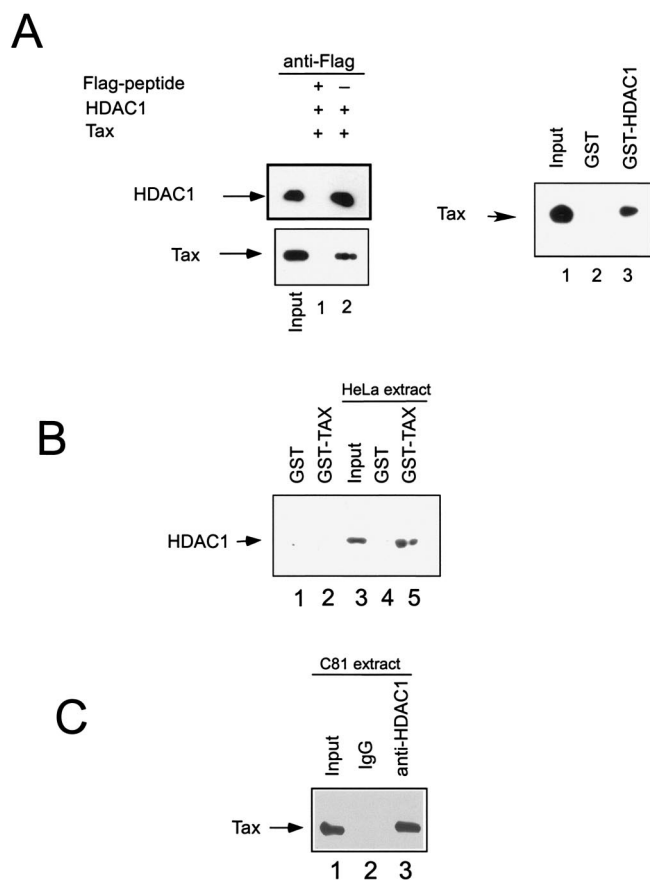 A
anti-Flag
Flag-peptide + –
HDAC1 + +
Tax + +
HDAC1
Tax
Input 1 2
Input GST GST-HDAC1
Tax
1 2 3
B
HeLa extract
GST GST-TAX Input GST GST-TAX
HDAC1
1 2 3 4 5
C
C81 extract
Input IgG anti-HDAC1
Tax
1 2 3